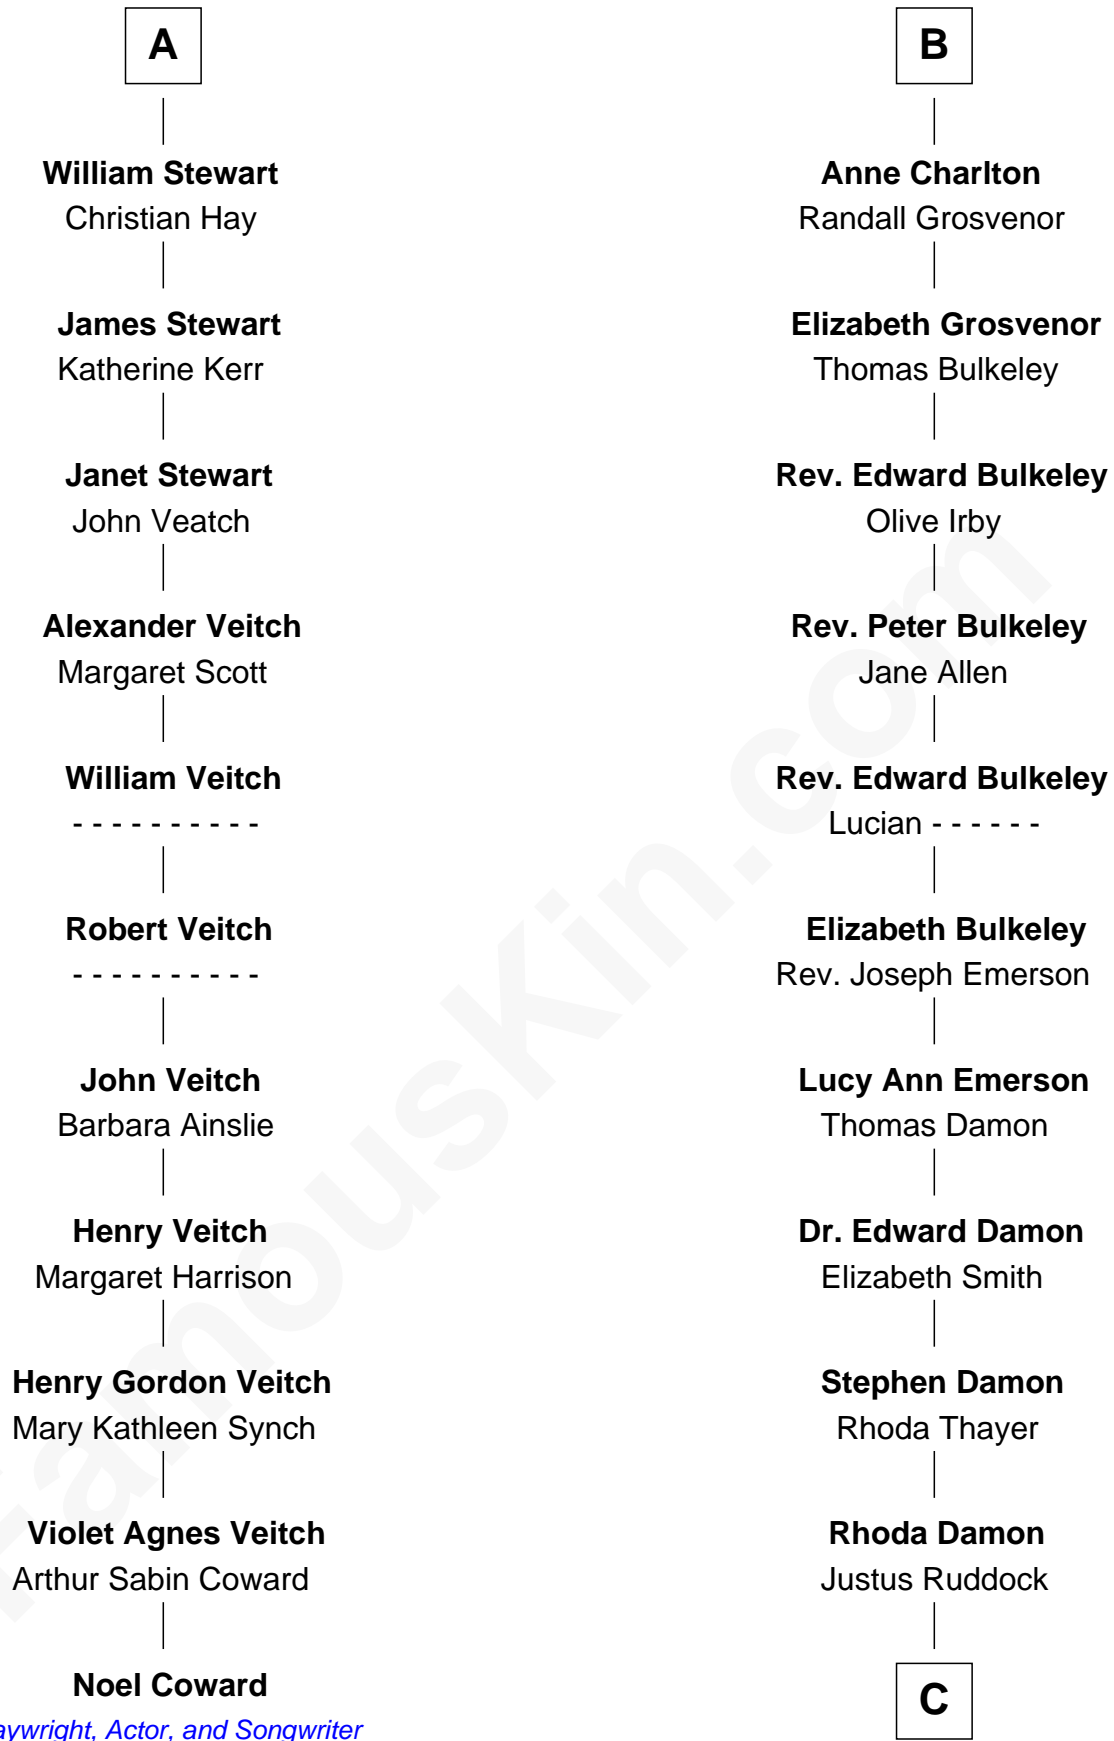 A
William Stewart
Christian Hay
James Stewart
Katherine Kerr
Janet Stewart
John Veatch
Alexander Veitch
Margaret Scott
William Veitch
- - - - - - - - - -
Robert Veitch
- - - - - - - - - -
John Veitch
Barbara Ainslie
Henry Veitch
Margaret Harrison
Henry Gordon Veitch
Mary Kathleen Synch
Violet Agnes Veitch
Arthur Sabin Coward
Noel Coward
aywright, Actor, and Songwriter
B
Anne Charlton
Randall Grosvenor
Elizabeth Grosvenor
Thomas Bulkeley
Rev. Edward Bulkeley
Olive Irby
Rev. Peter Bulkeley
Jane Allen
Rev. Edward Bulkeley
Lucian - - - - - -
Elizabeth Bulkeley
Rev. Joseph Emerson
Lucy Ann Emerson
Thomas Damon
Dr. Edward Damon
Elizabeth Smith
Stephen Damon
Rhoda Thayer
Rhoda Damon
Justus Ruddock
C
FamousKin.com